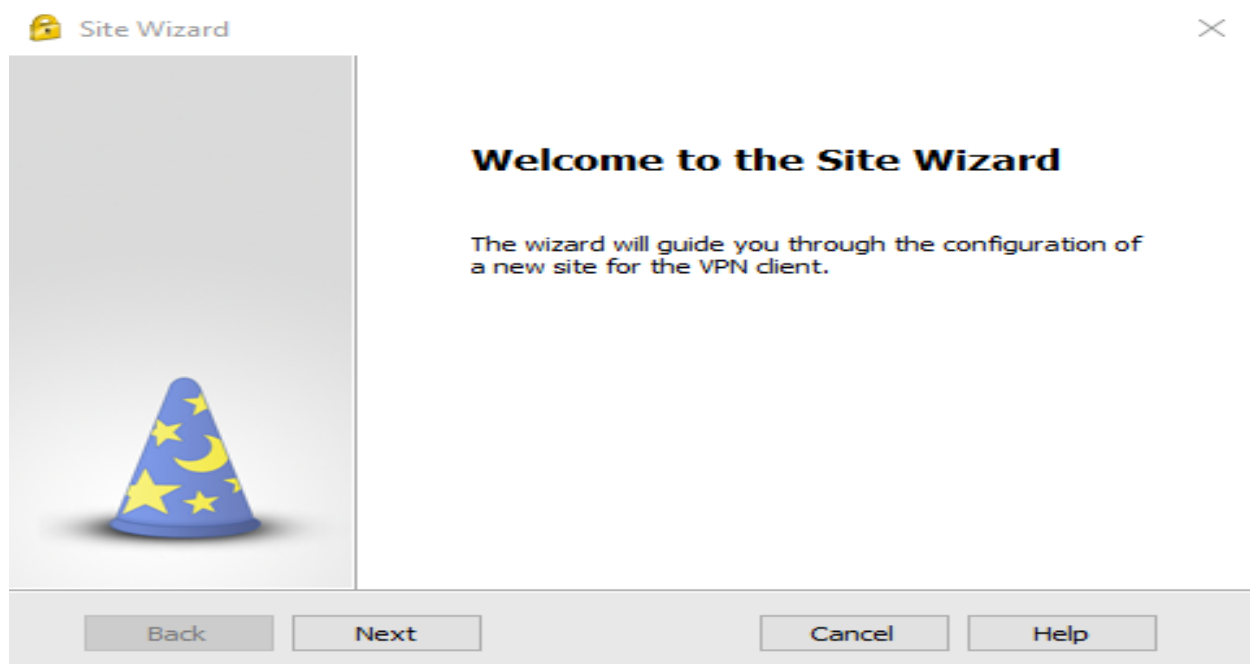 Site Wizard
Welcome to the Site Wizard
The wizard will guide you through the configuration of
a new site for the VPN client.
Back
Next
Cancel
Help